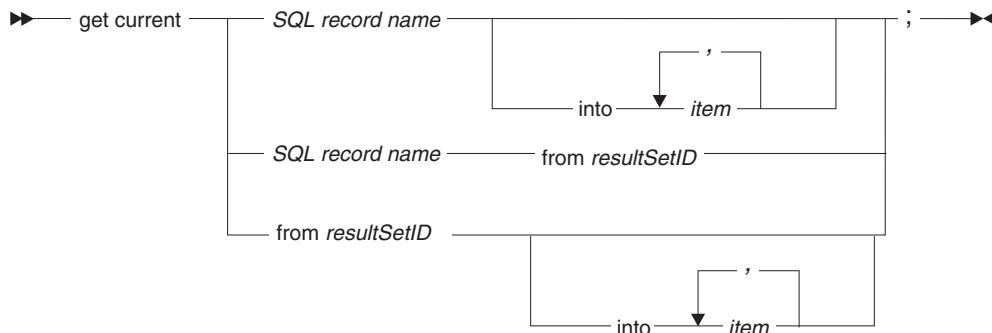 get current SQL record name ;
,
into item
SQL record name from resultSetID
from resultSetID
,
into item